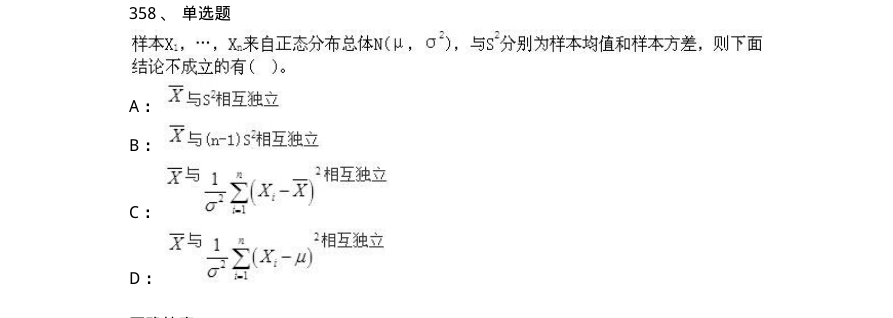 358 、 单选题
样本X₁, …, Xₙ来自正态分布总体N(μ, σ²), 与S²分别为样本均值和样本方差, 则下面
结论不成立的有( )。
A： X̅与S²相互独立
B： X̅与(n-1)S²相互独立
C： X̅与 1/σ² ∑ᵢ₌₁ⁿ(Xᵢ−X̅)²相互独立
D： X̅与 1/σ² ∑ᵢ₌₁ⁿ(Xᵢ−μ)²相互独立